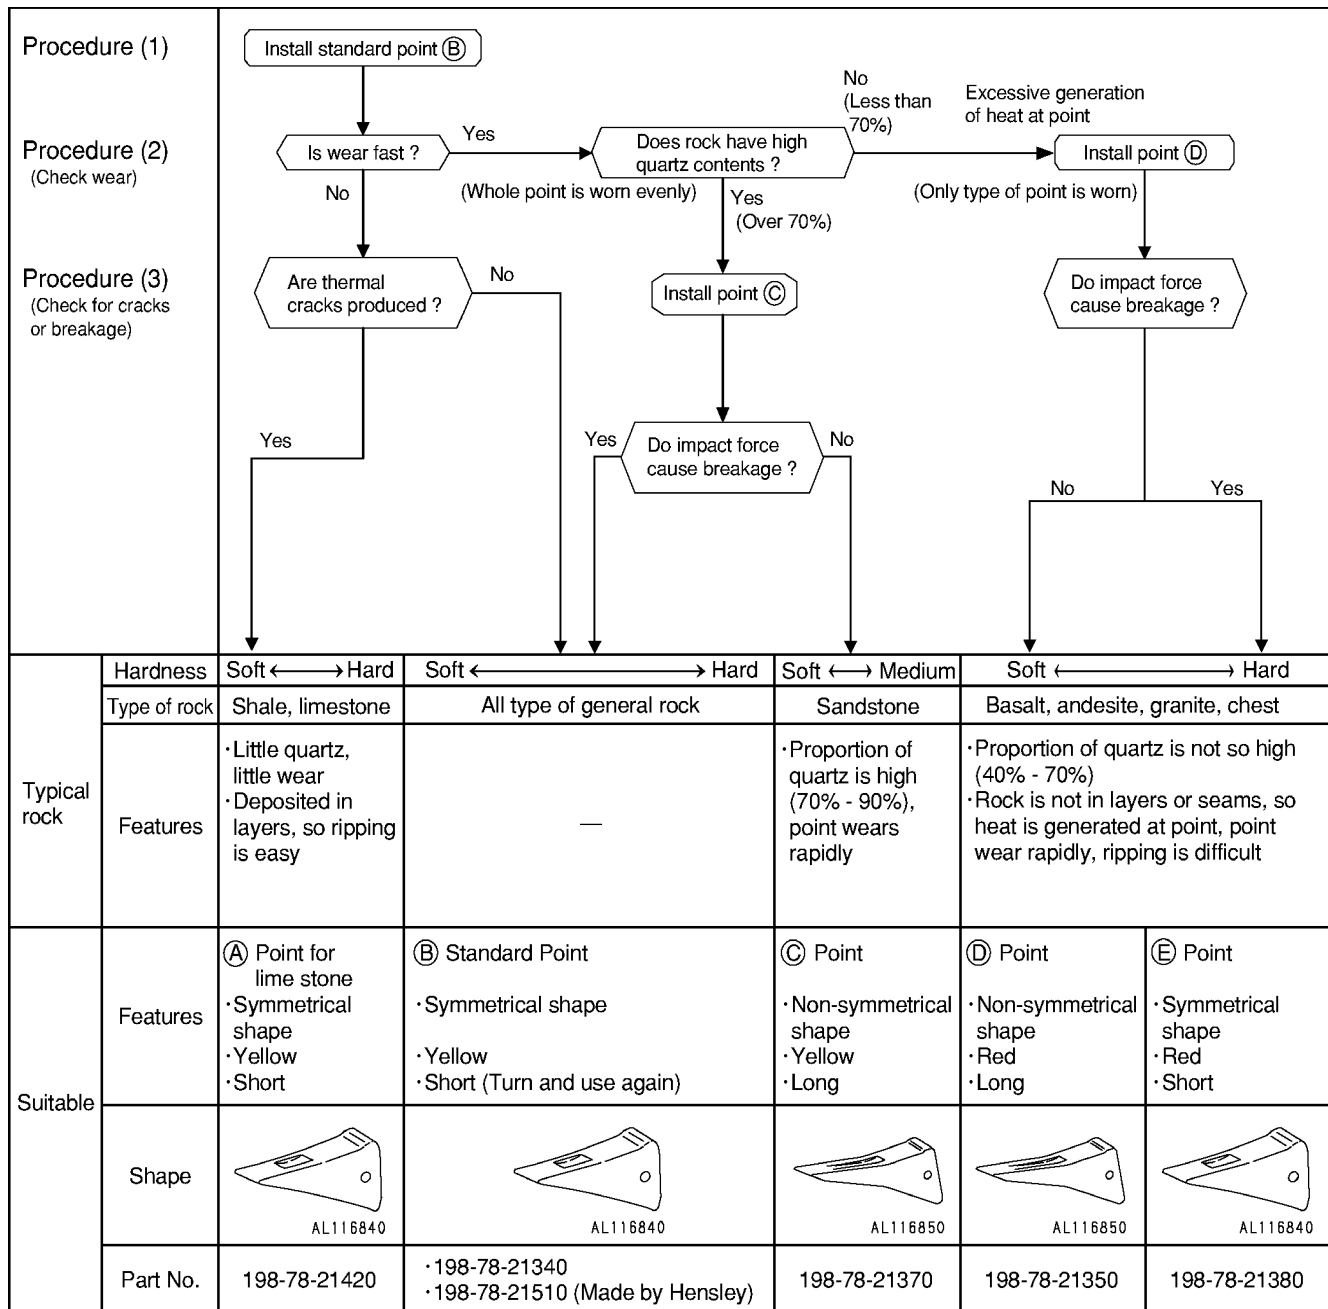 Procedure (1)
Install standard point Ⓑ
Procedure (2)
(Check wear)
Is wear fast ?
Yes
No
(Whole point is worn evenly)
Does rock have high
quartz contents ?
No
(Less than
70%)
Yes
(Over 70%)
Excessive generation
of heat at point
Install point Ⓓ
(Only type of point is worn)
Procedure (3)
(Check for cracks
or breakage)
Are thermal
cracks produced ?
No
Yes
Install point Ⓒ
Do impact force
cause breakage ?
Yes
No
Do impact force
cause breakage ?
No
Yes
Typical
rock
Hardness
Soft ⟷ Hard
Soft ⟷ Hard
Soft ⟷ Medium
Soft ⟷ Hard
Type of rock
Shale, limestone
All type of general rock
Sandstone
Basalt, andesite, granite, chest
Features
·Little quartz,
little wear
·Deposited in
layers, so ripping
is easy
—
·Proportion of
quartz is high
(70% - 90%),
point wears
rapidly
·Proportion of quartz is not so high
(40% - 70%)
·Rock is not in layers or seams, so
heat is generated at point, point
wear rapidly, ripping is difficult
Suitable
Features
Ⓐ Point for
lime stone
·Symmetrical
shape
·Yellow
·Short
Ⓑ Standard Point
·Symmetrical shape
·Yellow
·Short (Turn and use again)
Ⓒ Point
·Non-symmetrical
shape
·Yellow
·Long
Ⓓ Point
·Non-symmetrical
shape
·Red
·Long
Ⓔ Point
·Symmetrical
shape
·Red
·Short
Shape
AL116840
AL116840
AL116850
AL116850
AL116840
Part No.
198-78-21420
·198-78-21340
·198-78-21510 (Made by Hensley)
198-78-21370
198-78-21350
198-78-21380